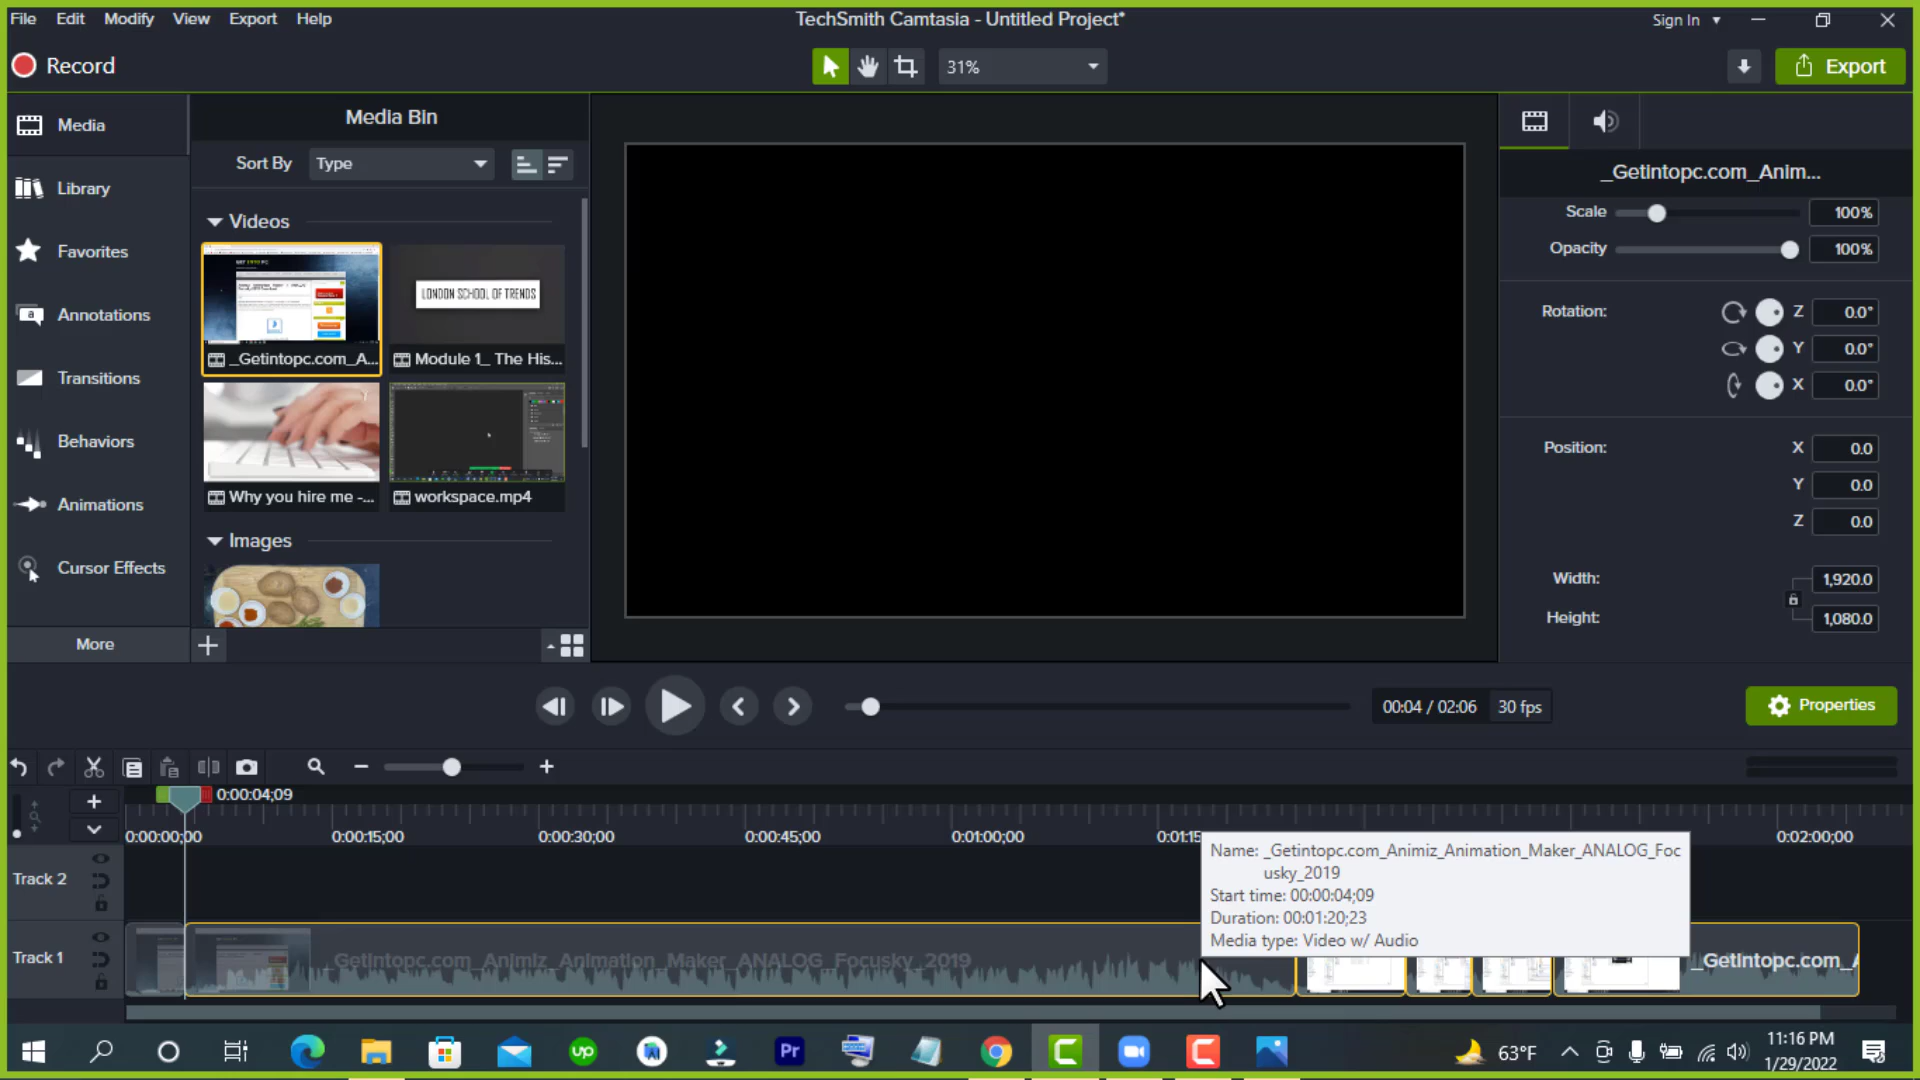 File Edit Modify View Export Help
TechSmith Camtasia - Untitled Project*
Sign In
Record
31%
Export
Media
Library
Favorites
Annotations
Transitions
Behaviors
Animations
Cursor Effects
More
Media Bin
Sort By Type
Videos
_Getintopc.com_A...
LONDON SCHOOL OF TRENDS
Module 1_ The His...
Why you hire me -...
workspace.mp4
Images
_Getintopc.com_Anim...
Scale 100%
Opacity 100%
Rotation: Z 0.0°
Y 0.0°
X 0.0°
Position: X 0.0
Y 0.0
Z 0.0
Width: 1,920.0
Height: 1,080.0
00:04 / 02:06 30 fps
Properties
0:00:04;09
0:00:00;00 0:00:15;00 0:00:30;00 0:00:45;00 0:01:00;00 0:01:15 0:02:00;00
Name: _Getintopc.com_Animiz_Animation_Maker_ANALOG_Foc
usky_2019
Start time: 00:00:04;09
Duration: 00:01:20;23
Media type: Video w/ Audio
Track 2
Track 1
_Getintopc.com_Animiz_Animation_Maker_ANALOG_Focusky_2019
_Getintopc.com_A
up
Pr
63°F
11:16 PM
1/29/2022